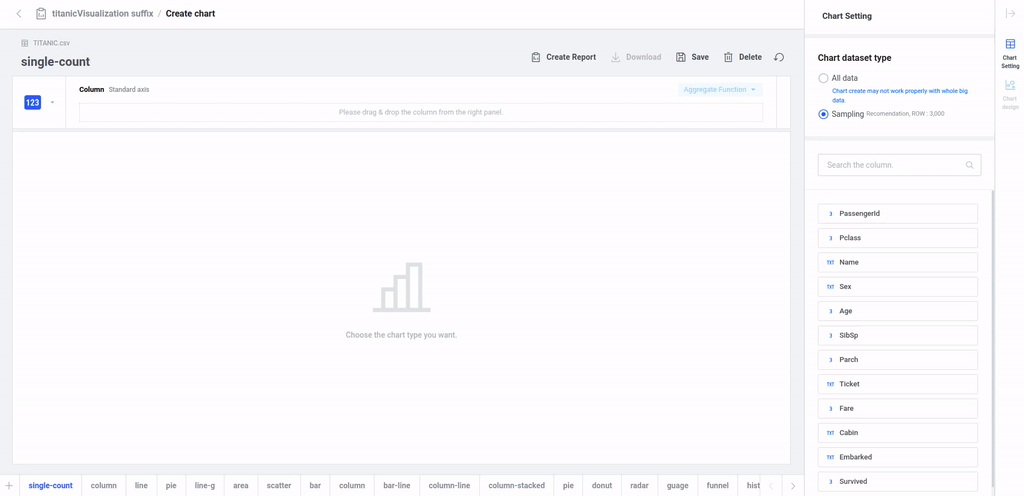 titanicVisualization suffix / Create chart
Chart Setting
TITANIC.csv
single-count
Create Report
Download
Save
Delete
123
Column Standard axis
Aggregate Function
Please drag & drop the column from the right panel.
Choose the chart type you want.
Chart dataset type
All data
Chart create may not work properly with whole big
data.
Sampling Recomendation, ROW : 3,000
Search the column.
3 PassengerId
3 Pclass
TXT Name
TXT Sex
3 Age
3 SibSp
3 Parch
TXT Ticket
3 Fare
TXT Cabin
TXT Embarked
3 Survived
Chart
Setting
Chart
design
single-count column line pie line-g area scatter bar column bar-line column-line column-stacked pie donut radar guage funnel hist